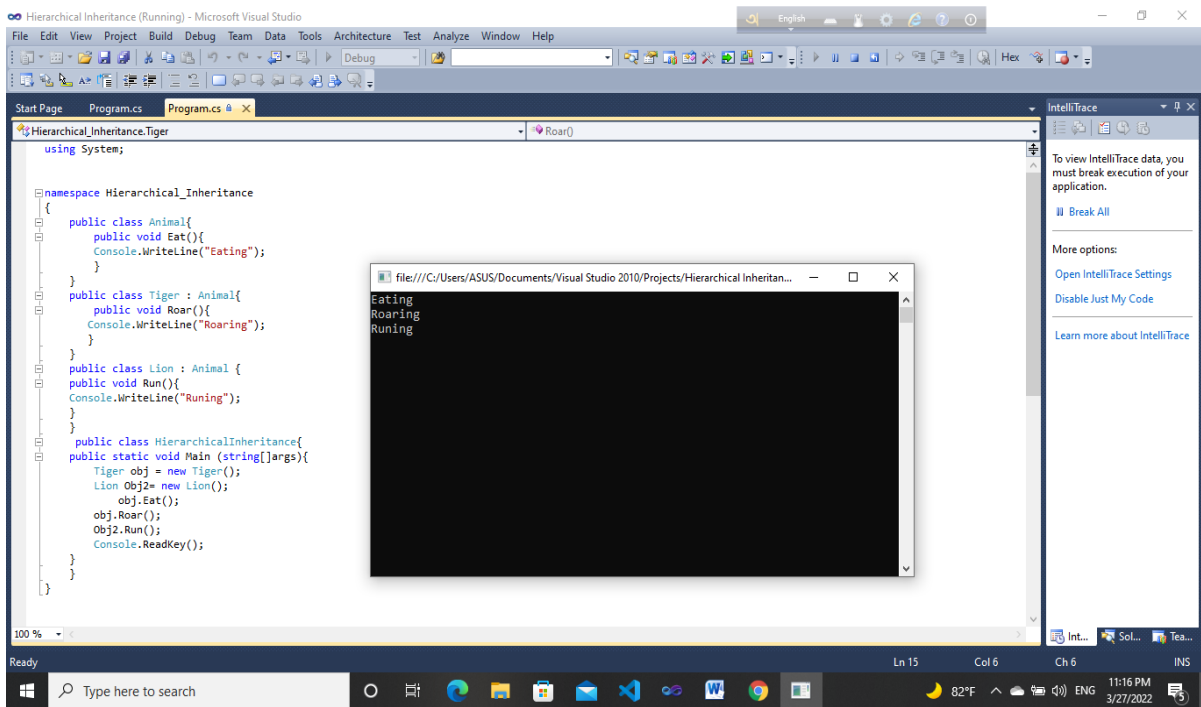 Hierarchical Inheritance (Running) - Microsoft Visual Studio
English
File Edit View Project Build Debug Team Data Tools Architecture Test Analyze Window Help
Debug
Hex
Start Page Program.cs Program.cs
IntelliTrace
Hierarchical_Inheritance.Tiger
Roar()
using System;
namespace Hierarchical_Inheritance
{
public class Animal{
public void Eat(){
Console.WriteLine("Eating");
}
}
public class Tiger : Animal{
public void Roar(){
Console.WriteLine("Roaring");
}
}
public class Lion : Animal {
public void Run(){
Console.WriteLine("Runing");
}
}
public class HierarchicalInheritance{
public static void Main (string[]args){
Tiger obj = new Tiger();
Lion Obj2= new Lion();
obj.Eat();
obj.Roar();
Obj2.Run();
Console.ReadKey();
}
}
}
file:///C:/Users/ASUS/Documents/Visual Studio 2010/Projects/Hierarchical Inheritan...
Eating
Roaring
Runing
To view IntelliTrace data, you
must break execution of your
application.
Break All
More options:
Open IntelliTrace Settings
Disable Just My Code
Learn more about IntelliTrace
100 %
Int... Sol... Tea...
Ready
Ln 15 Col 6 Ch 6 INS
Type here to search
82°F
ENG
11:16 PM
3/27/2022
5